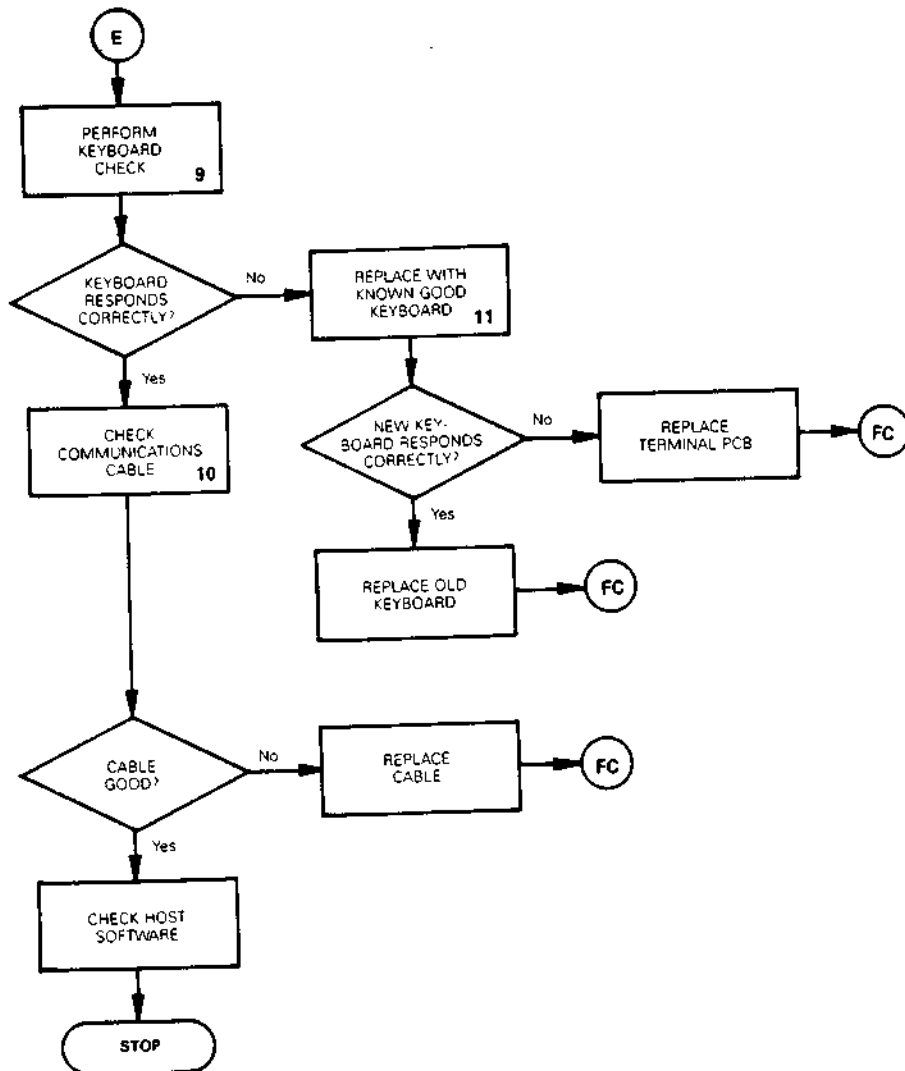 E
PERFORM
KEYBOARD
CHECK
9
KEYBOARD
RESPONDS
CORRECTLY?
No
REPLACE WITH
KNOWN GOOD
KEYBOARD
11
Yes
CHECK
COMMUNICATIONS
CABLE
10
NEW KEY-
BOARD RESPONDS
CORRECTLY?
No
REPLACE
TERMINAL PCB
FC
Yes
REPLACE OLD
KEYBOARD
FC
CABLE
GOOD?
No
REPLACE
CABLE
FC
Yes
CHECK HOST
SOFTWARE
STOP